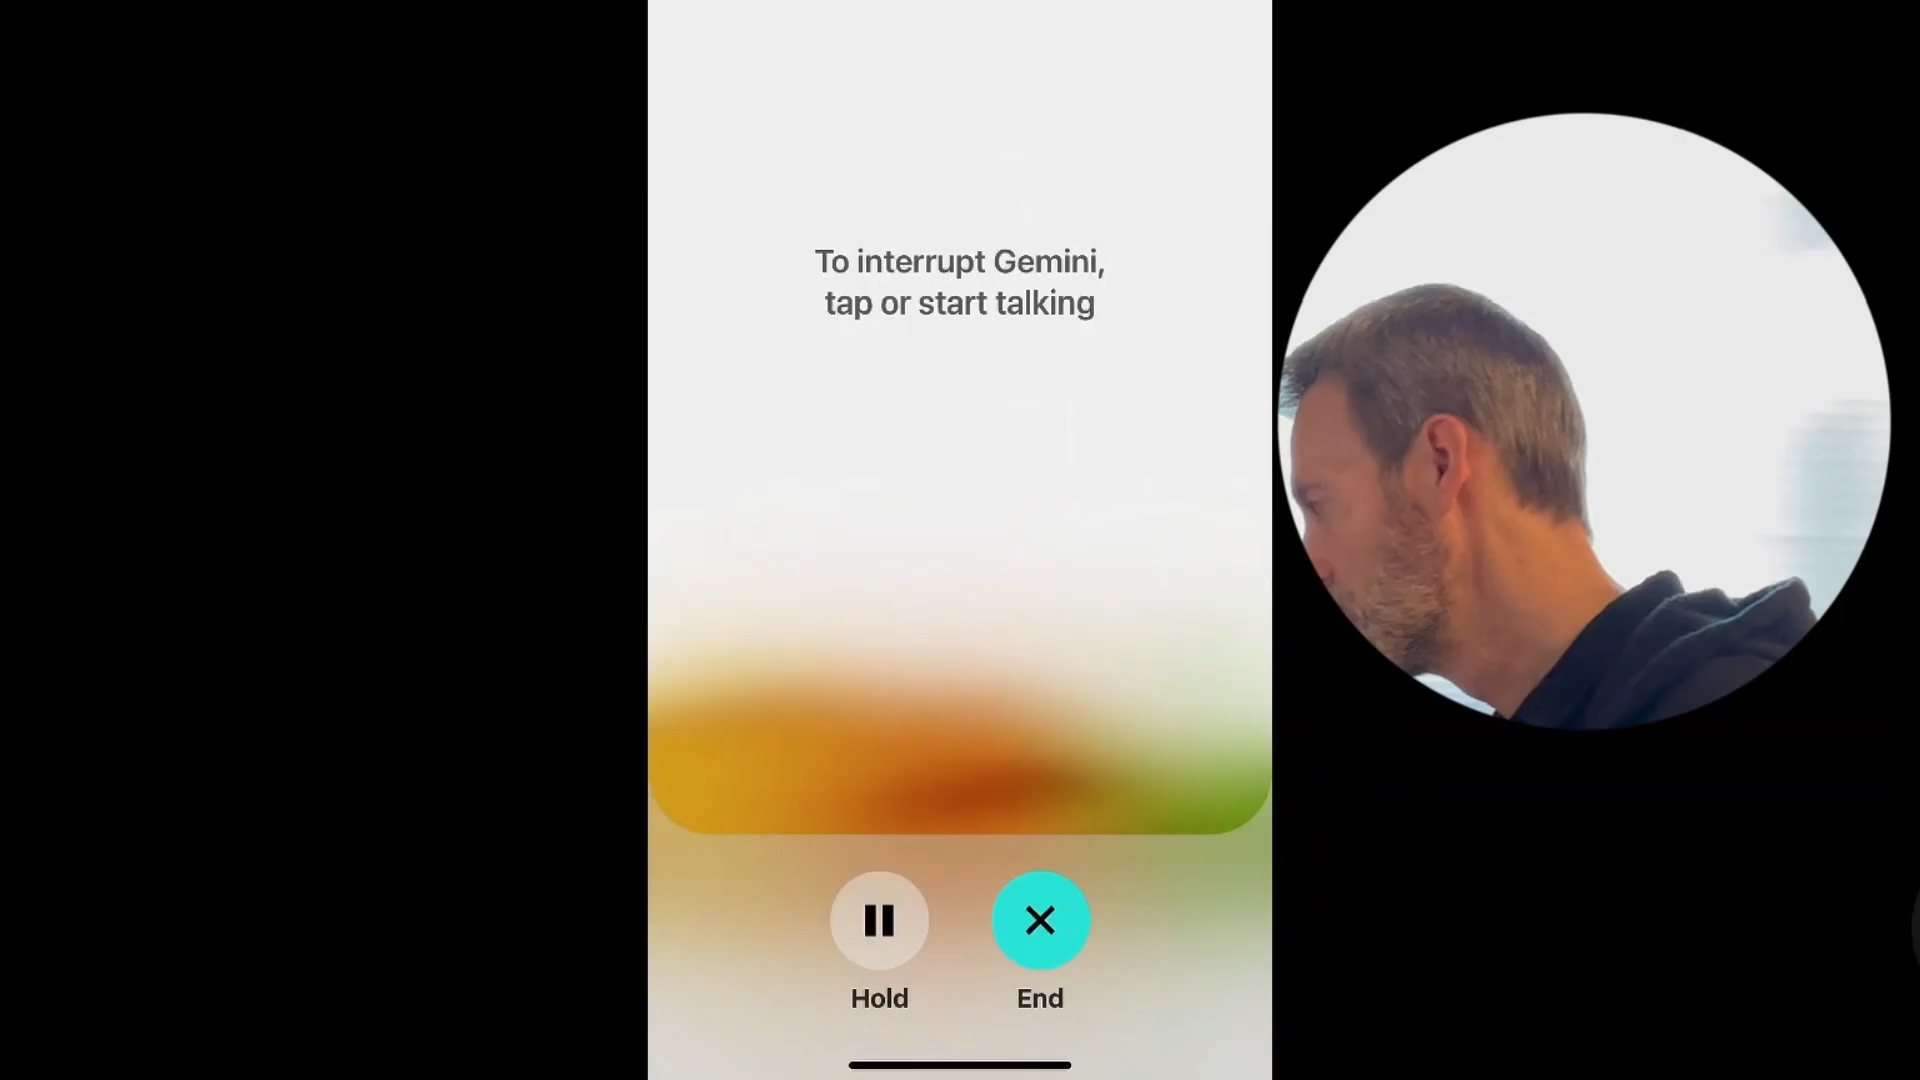 To interrupt Gemini,
tap or start talking
Hold
End